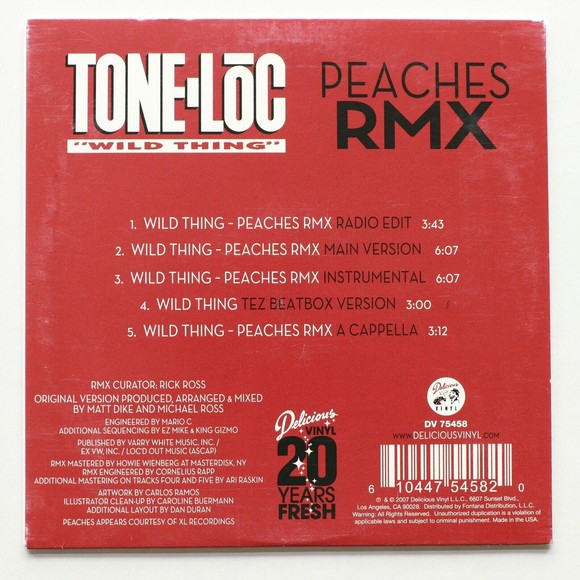 TONE-LōC
"WILD THING"
PEACHES
RMX
1. WILD THING – PEACHES RMX RADIO EDIT 3:43
2. WILD THING – PEACHES RMX MAIN VERSION 6:07
3. WILD THING – PEACHES RMX INSTRUMENTAL 6:07
4. WILD THING TEZ BEATBOX VERSION 3:00
5. WILD THING – PEACHES RMX A CAPPELLA 3:12
RMX CURATOR: RICK ROSS
ORIGINAL VERSION PRODUCED, ARRANGED & MIXED
BY MATT DIKE AND MICHAEL ROSS
ENGINEERED BY MARIO C
ADDITIONAL SEQUENCING BY EZ MIKE & KING GIZMO
PUBLISHED BY VARRY WHITE MUSIC, INC. /
EX VW, INC. / LOC'D OUT MUSIC (ASCAP)
RMX MASTERED BY HOWIE WEINBERG AT MASTERDISK, NY
RMX ENGINEERED BY CORNELIUS RAPP
ADDITIONAL MASTERING ON TRACKS FOUR AND FIVE BY ARI RASKIN
ARTWORK BY CARLOS RAMOS
ILLUSTRATOR CLEAN-UP BY CAROLINE BUERMANN
ADDITIONAL LAYOUT BY DAN DURAN
PEACHES APPEARS COURTESY OF XL RECORDINGS
Delicious
VINYL
20
YEARS
FRESH
Delicious
VINYL
DV 75458
WWW.DELICIOUSVINYL.COM
6 10447 54582 0
℗ & © 2007 Delicious Vinyl L.L.C., 6607 Sunset Blvd.,
Los Angeles, CA 90028. Distributed by Fontana Distribution, L.L.C.
All Rights Reserved. Unauthorized duplication is a violation of
applicable laws and subject to criminal punishment. Made in the USA.